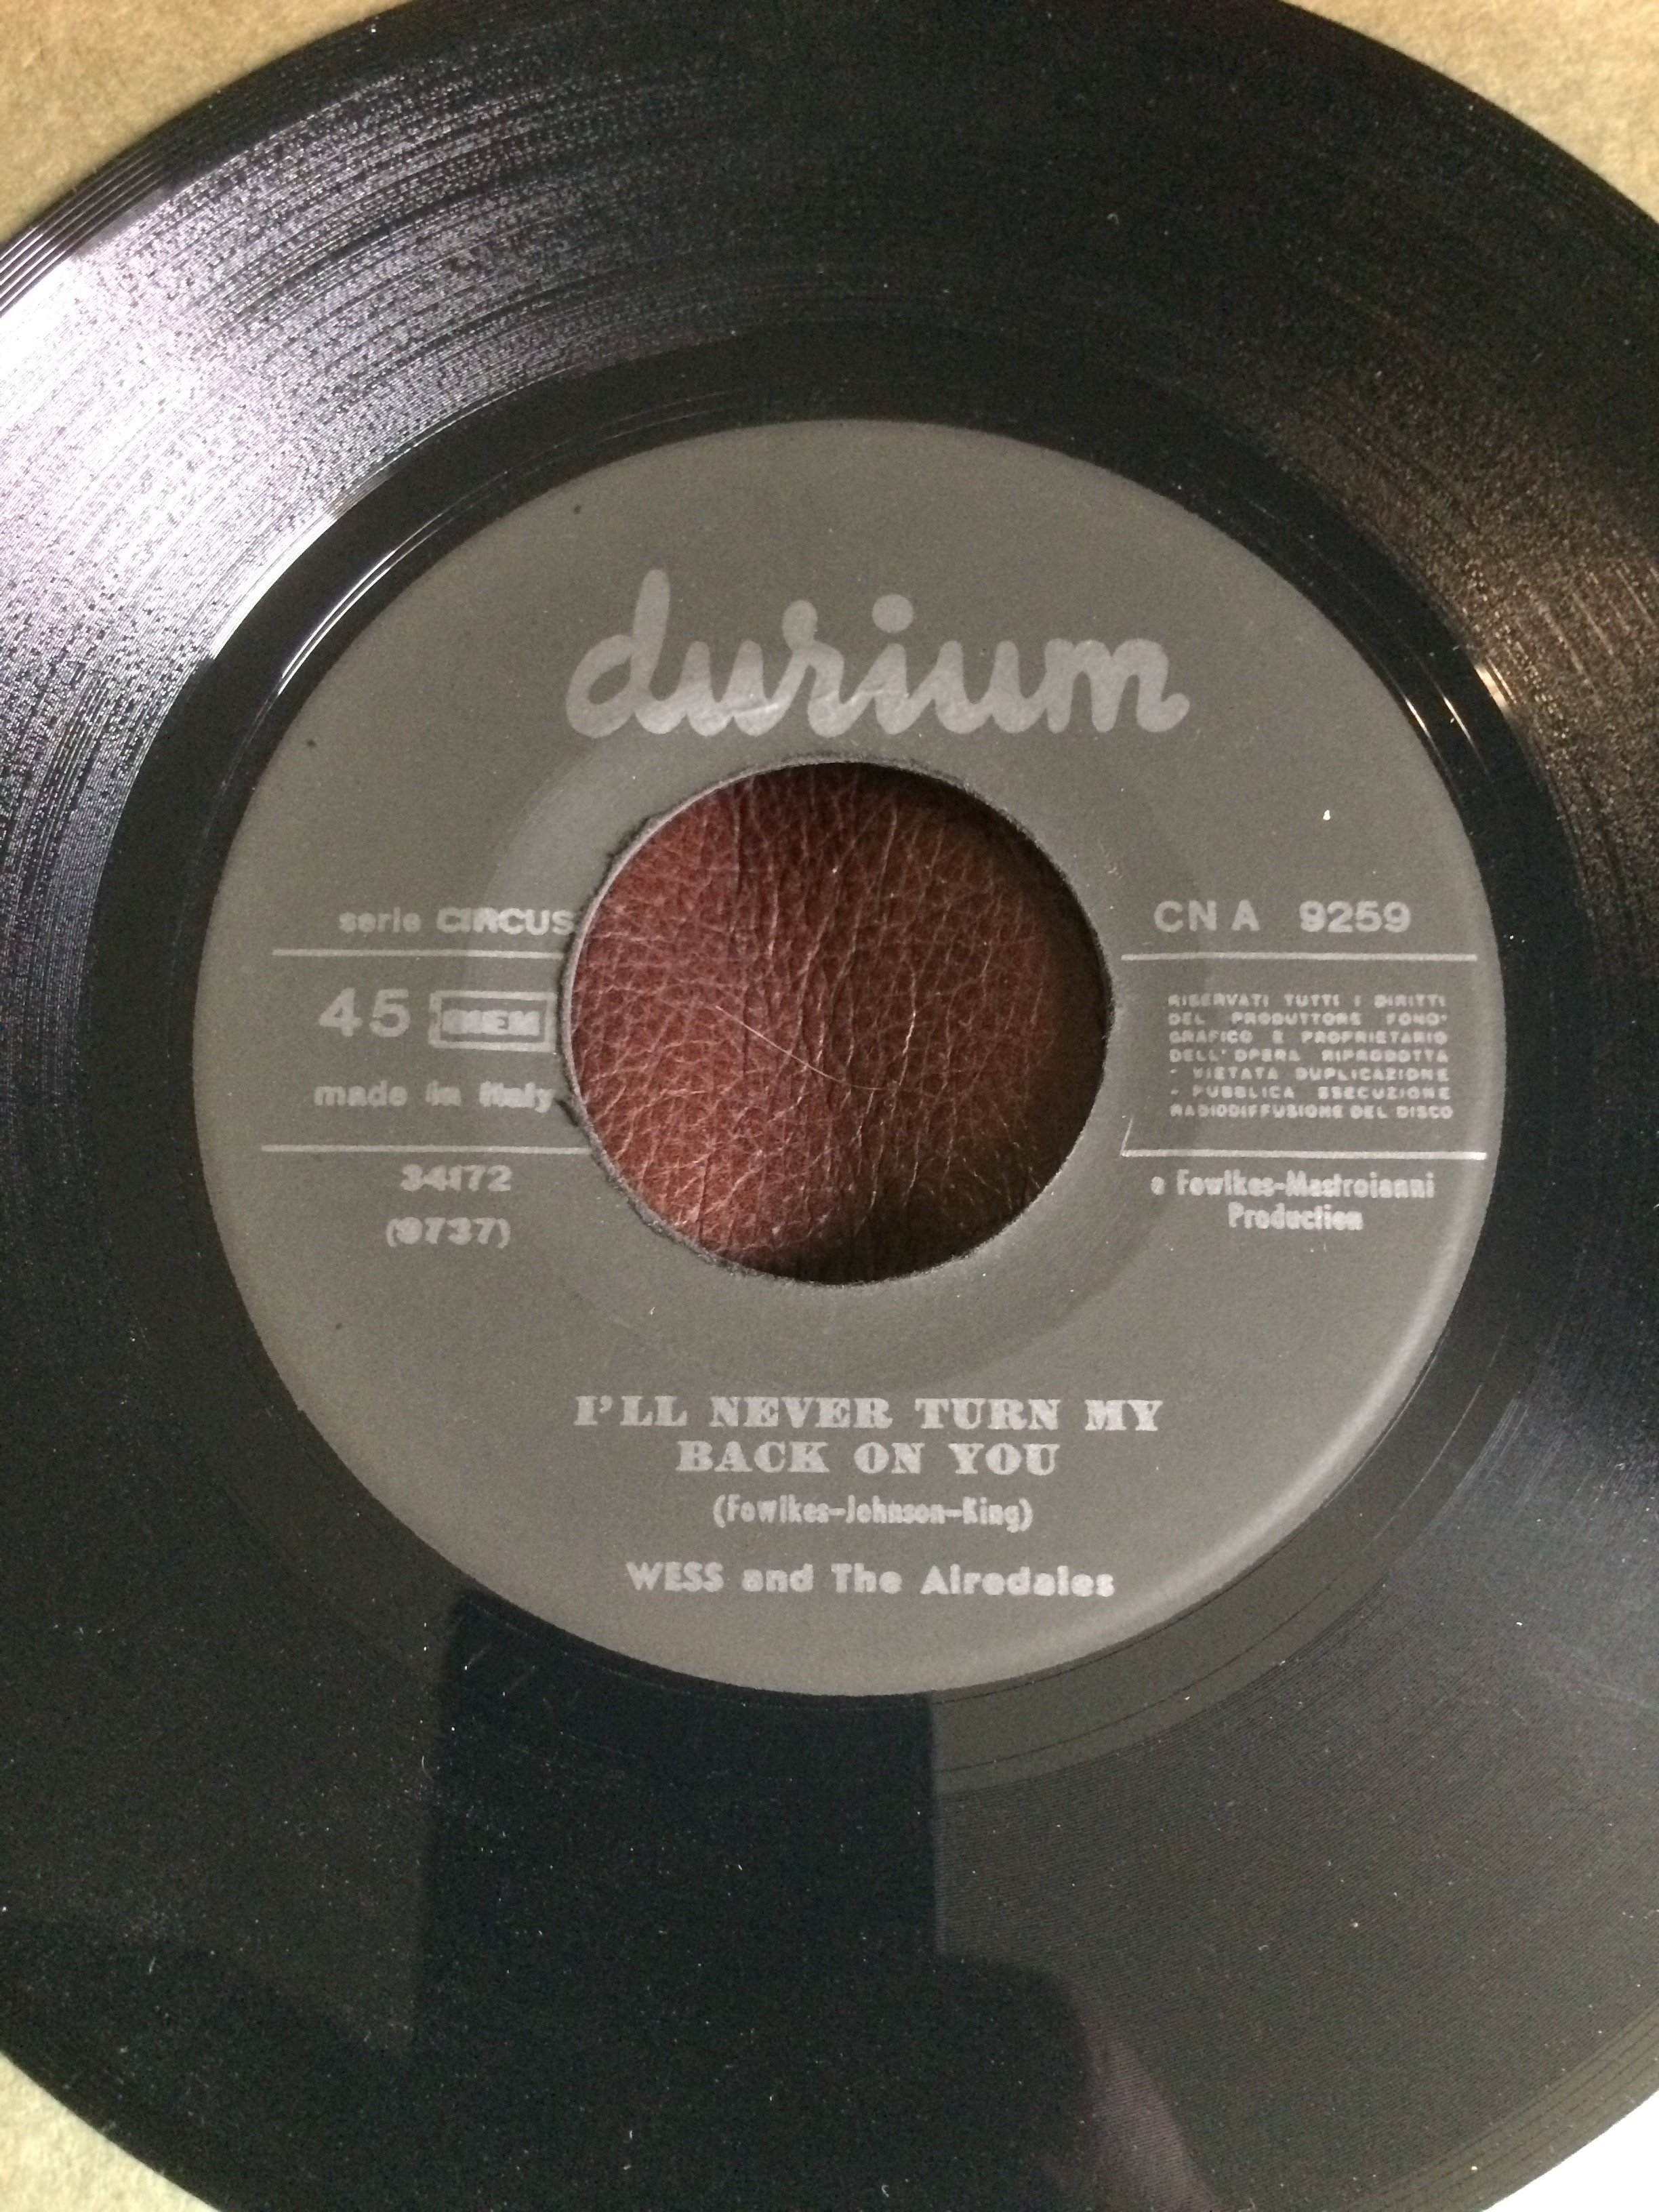 durium
serie CIRCUS
45
made in Italy
34172
(9737)
CN A 9259
RISERVATI TUTTI I DIRITTI
DEL PRODUTTORE FONO-
GRAFICO E PROPRIETARIO
DELL'OPERA RIPRODOTTA
- VIETATA DUPLICAZIONE
- PUBBLICA ESECUZIONE
RADIODIFFUSIONE DEL DISCO
a Fowlkes-Mastroianni
Production
I'LL NEVER TURN MY
BACK ON YOU
(Fowlkes-Johnson-King)
WESS and The Airedales